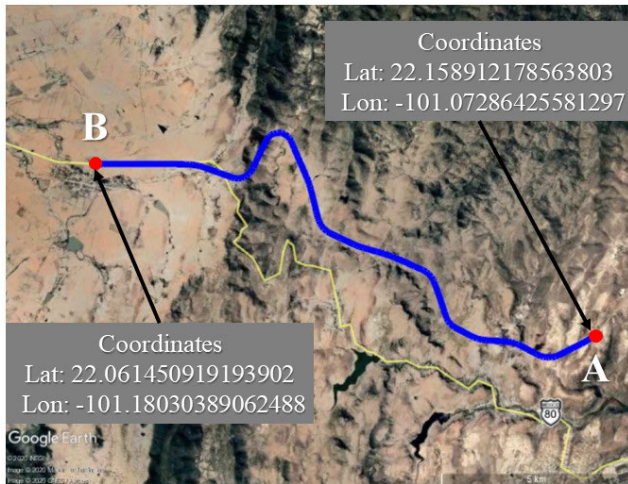 Coordinates
Lat: 22.158912178563803
Lon: -101.07286425581297
B
Coordinates
Lat: 22.061450919193902
Lon: -101.18030389062488
A
80
Google Earth
5 km